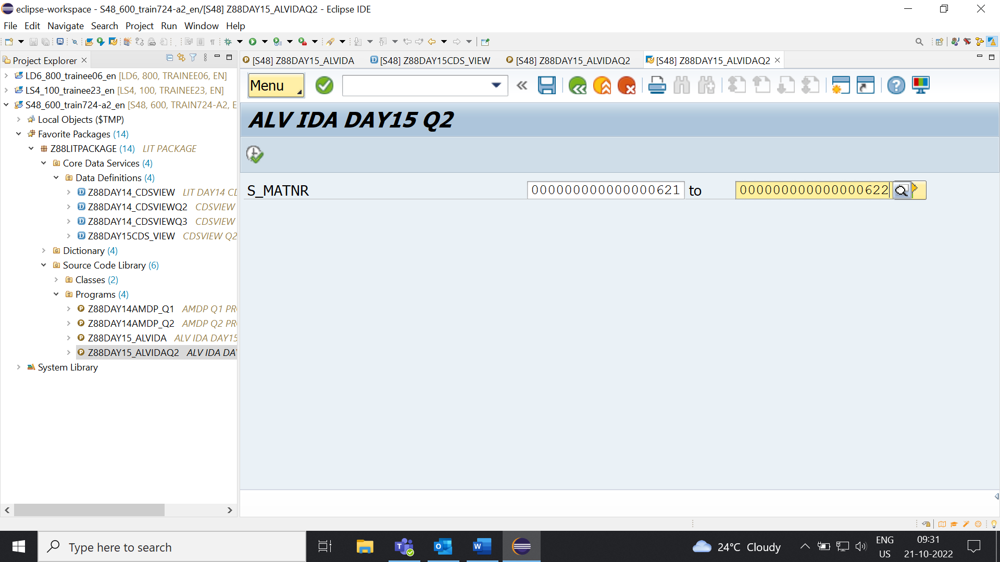 eclipse-workspace - S48_600_train724-a2_en/[S48] Z88DAY15_ALVIDAQ2 - Eclipse IDE
File Edit Navigate Search Project Run Window Help
Project Explorer
[S48] Z88DAY15_ALVIDA [S48] Z88DAY15CDS_VIEW [S48] Z88DAY15_ALVIDAQ2 [S48] Z88DAY15_ALVIDAQ2
LD6_800_trainee06_en [LD6, 800, TRAINEE06, EN]
LS4_100_trainee23_en [LS4, 100, TRAINEE23, EN]
S48_600_train724-a2_en [S48, 600, TRAIN724-A2, E
Local Objects ($TMP)
Favorite Packages (14)
Z88LITPACKAGE (14) LIT PACKAGE
Core Data Services (4)
Data Definitions (4)
Z88DAY14_CDSVIEW LIT DAY14 CD
Z88DAY14_CDSVIEWQ2 CDSVIEW
Z88DAY14_CDSVIEWQ3 CDSVIEW
Z88DAY15CDS_VIEW CDSVIEW Q2
Dictionary (4)
Source Code Library (6)
Classes (2)
Programs (4)
Z88DAY14AMDP_Q1 AMDP Q1 PR
Z88DAY14AMDP_Q2 AMDP Q2 PR
Z88DAY15_ALVIDA ALV IDA DAY15
Z88DAY15_ALVIDAQ2 ALV IDA DAY
System Library
Menu
ALV IDA DAY15 Q2
S_MATNR 000000000000000621 to 000000000000000622
Type here to search
24°C Cloudy
ENG
US
09:31
21-10-2022